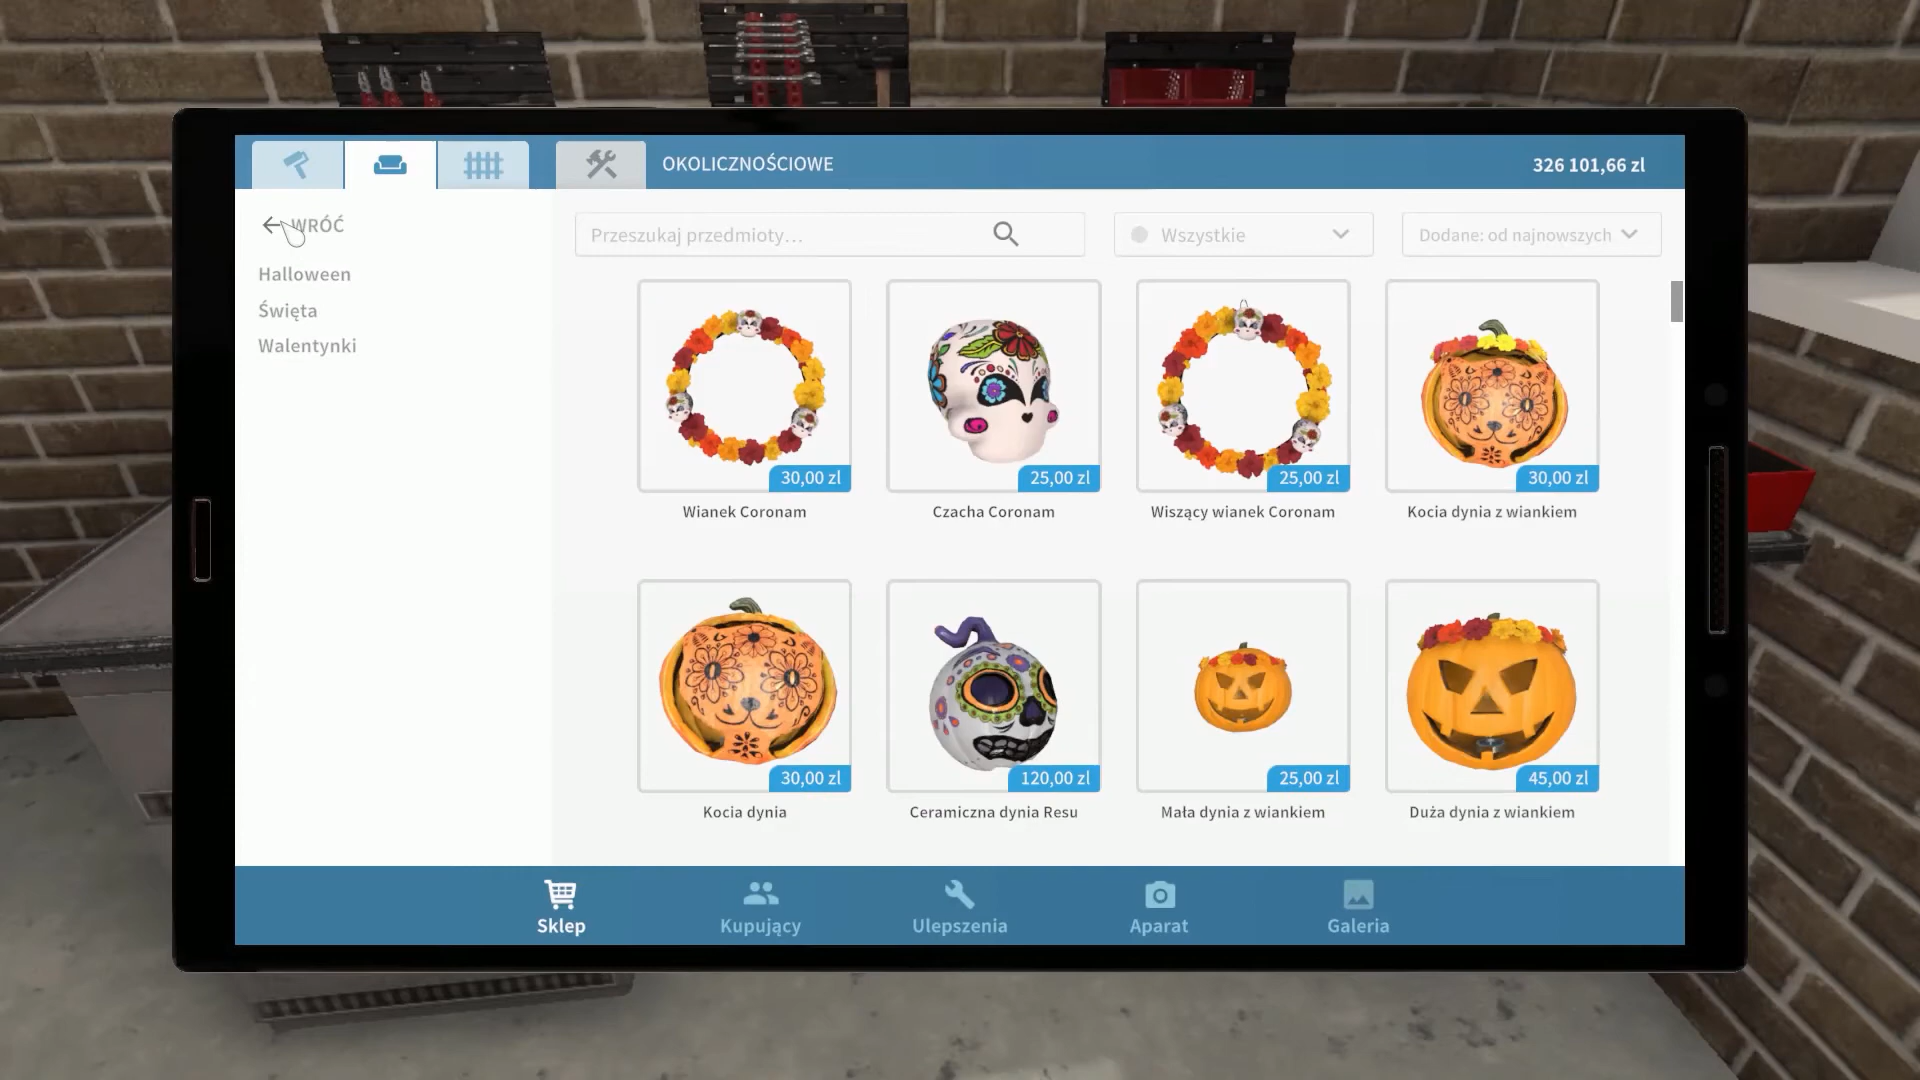 OKOLICZNOŚCIOWE
326 101,66 zl
WRÓĆ
Halloween
Święta
Walentynki
Przeszukaj przedmioty...
Wszystkie
Dodane: od najnowszych
30,00 zl
25,00 zl
25,00 zl
30,00 zl
Wianek Coronam
Czacha Coronam
Wiszący wianek Coronam
Kocia dynia z wiankiem
30,00 zl
120,00 zl
25,00 zl
45,00 zl
Kocia dynia
Ceramiczna dynia Resu
Mała dynia z wiankiem
Duża dynia z wiankiem
Sklep
Kupujący
Ulepszenia
Aparat
Galeria